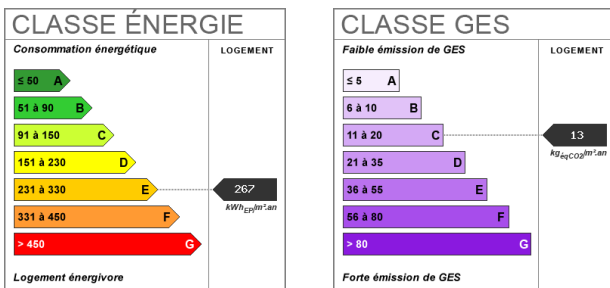 CLASSE ÉNERGIE
Consommation énergétique
LOGEMENT
≤ 50 A
51 à 90 B
91 à 150 C
151 à 230 D
231 à 330 E
267
kWhEP/m².an
331 à 450 F
> 450 G
Logement énergivore
CLASSE GES
Faible émission de GES
LOGEMENT
≤ 5 A
6 à 10 B
11 à 20 C
13
kgéqCO2/m².an
21 à 35 D
36 à 55 E
56 à 80 F
> 80 G
Forte émission de GES